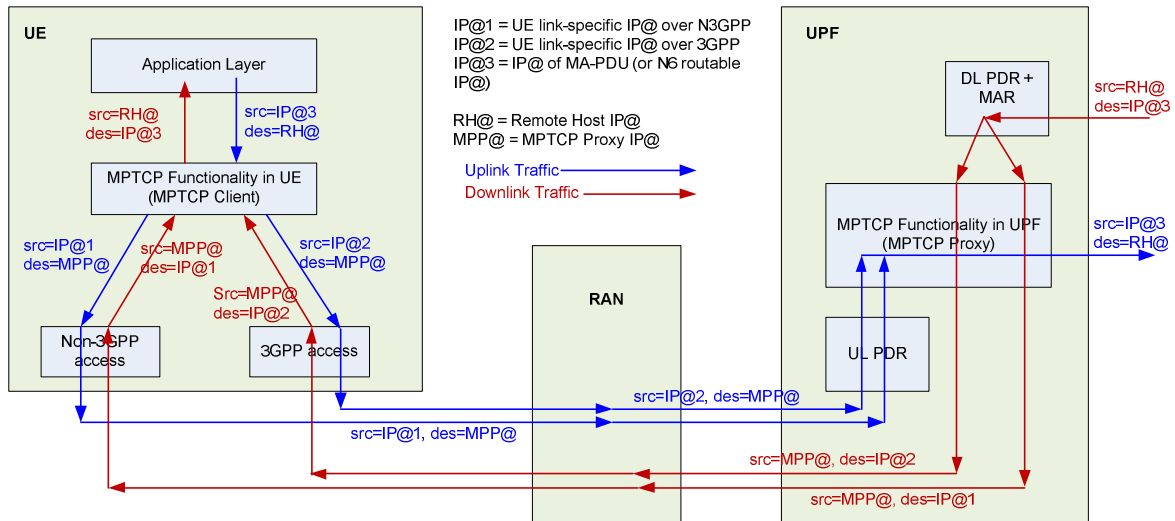 UE
Application Layer
src=RH@
des=IP@3
src=IP@3
des=RH@
MPTCP Functionality in UE
(MPTCP Client)
src=IP@1
des=MPP@
src=MPP@
des=IP@1
src=IP@2
des=MPP@
Src=MPP@
des=IP@2
Non-3GPP
access
3GPP access
IP@1 = UE link-specific IP@ over N3GPP
IP@2 = UE link-specific IP@ over 3GPP
IP@3 = IP@ of MA-PDU (or N6 routable
IP@)
RH@ = Remote Host IP@
MPP@ = MPTCP Proxy IP@
Uplink Traffic
Downlink Traffic
RAN
UPF
DL PDR +
MAR
src=RH@
des=IP@3
MPTCP Functionality in UPF
(MPTCP Proxy)
src=IP@3
des=RH@
UL PDR
src=IP@2, des=MPP@
src=IP@1, des=MPP@
src=MPP@, des=IP@2
src=MPP@, des=IP@1